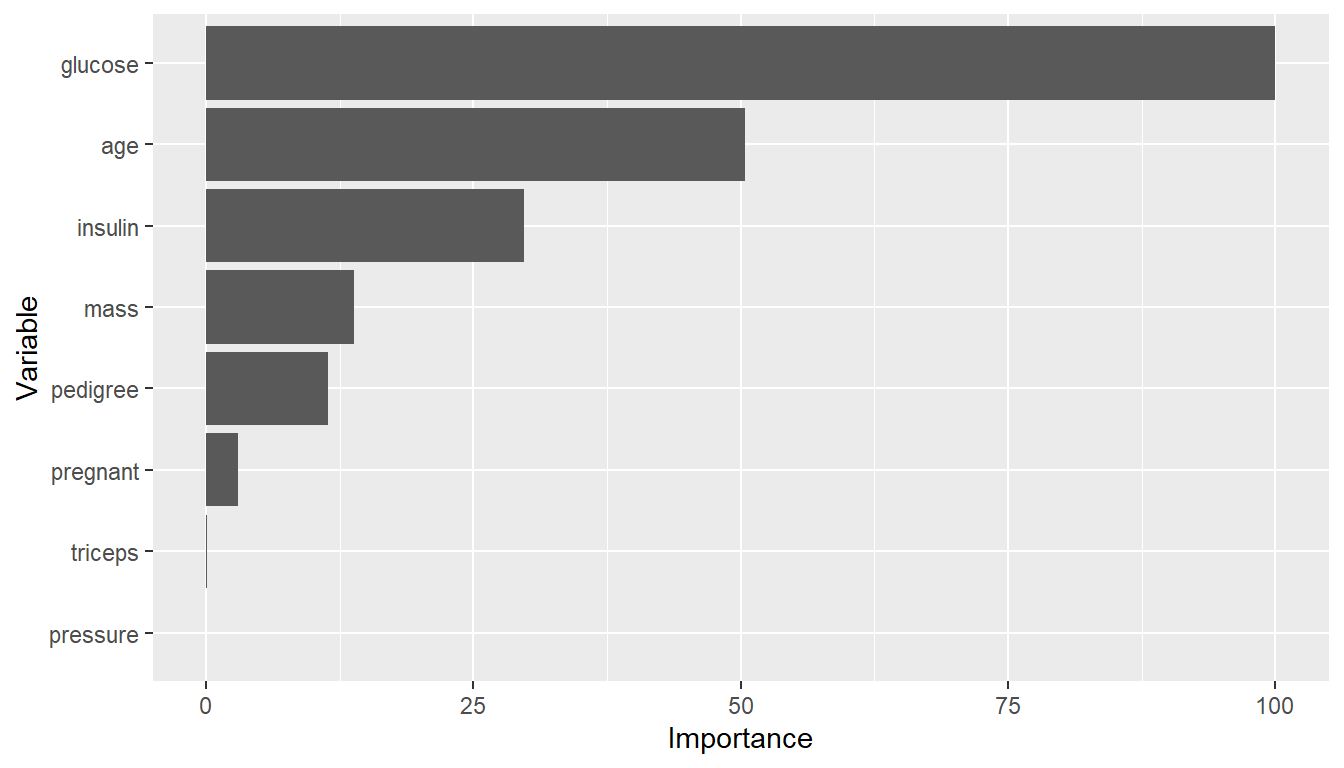 glucose
age
insulin
mass
pedigree
pregnant
triceps
pressure
Variable
0 25 50 75 100
Importance